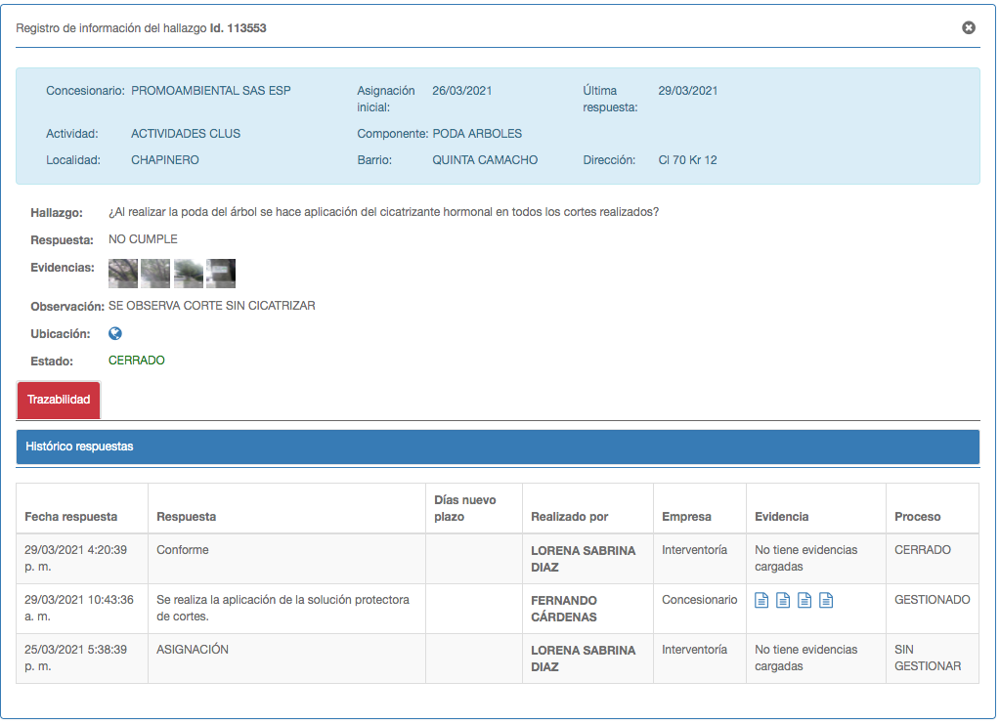 Registro de información del hallazgo Id. 113553
Concesionario: PROMOAMBIENTAL SAS ESP Asignación inicial: 26/03/2021 Última respuesta: 29/03/2021
Actividad: ACTIVIDADES CLUS Componente: PODA ARBOLES
Localidad: CHAPINERO Barrio: QUINTA CAMACHO Dirección: Cl 70 Kr 12
Hallazgo: ¿Al realizar la poda del árbol se hace aplicación del cicatrizante hormonal en todos los cortes realizados?
Respuesta: NO CUMPLE
Evidencias:
Observación: SE OBSERVA CORTE SIN CICATRIZAR
Ubicación:
Estado: CERRADO
Trazabilidad
Histórico respuestas
Fecha respuesta Respuesta Días nuevo plazo Realizado por Empresa Evidencia Proceso
29/03/2021 4:20:39 p. m. Conforme LORENA SABRINA DIAZ Interventoría No tiene evidencias cargadas CERRADO
29/03/2021 10:43:36 a. m. Se realiza la aplicación de la solución protectora de cortes. FERNANDO CÁRDENAS Concesionario GESTIONADO
25/03/2021 5:38:39 p. m. ASIGNACIÓN LORENA SABRINA DIAZ Interventoría No tiene evidencias cargadas SIN GESTIONAR